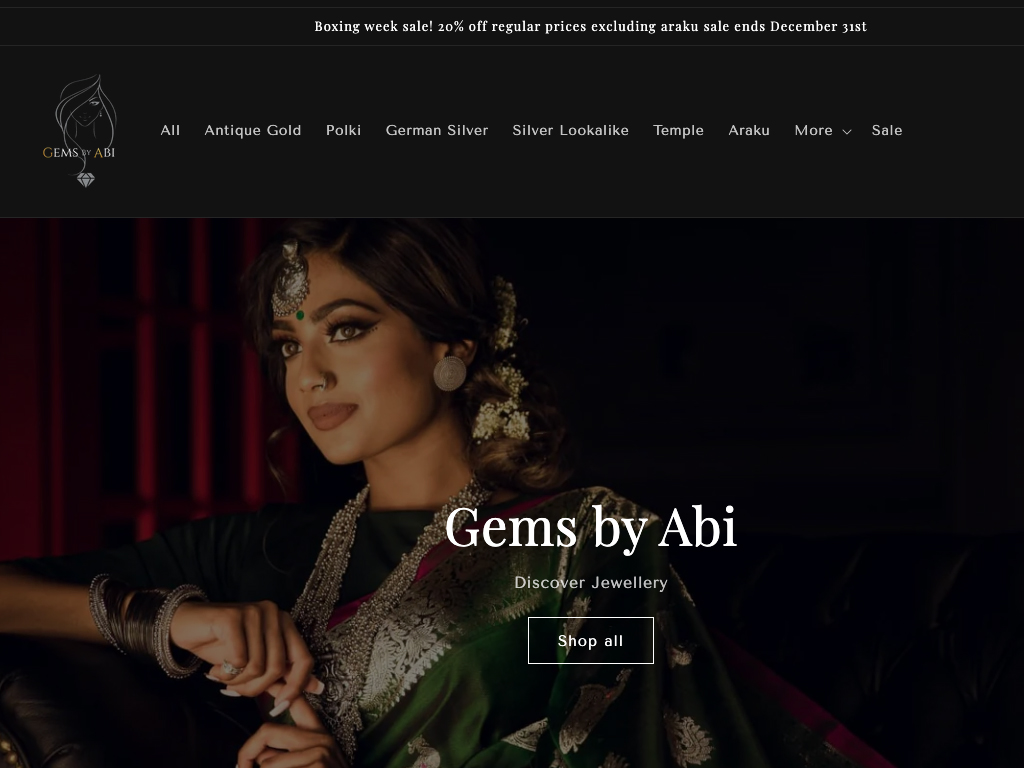 Boxing week sale! 20% off regular prices excluding araku sale ends December 31st
GEMS BY ABI
All Antique Gold Polki German Silver Silver Lookalike Temple Araku More Sale
Gems by Abi
Discover Jewellery
Shop all